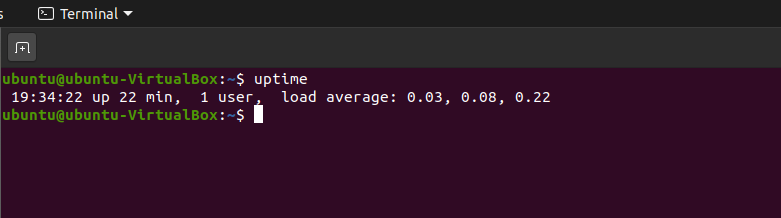 s Terminal
ubuntu@ubuntu-VirtualBox:~$ uptime
 19:34:22 up 22 min,  1 user,  load average: 0.03, 0.08, 0.22
ubuntu@ubuntu-VirtualBox:~$